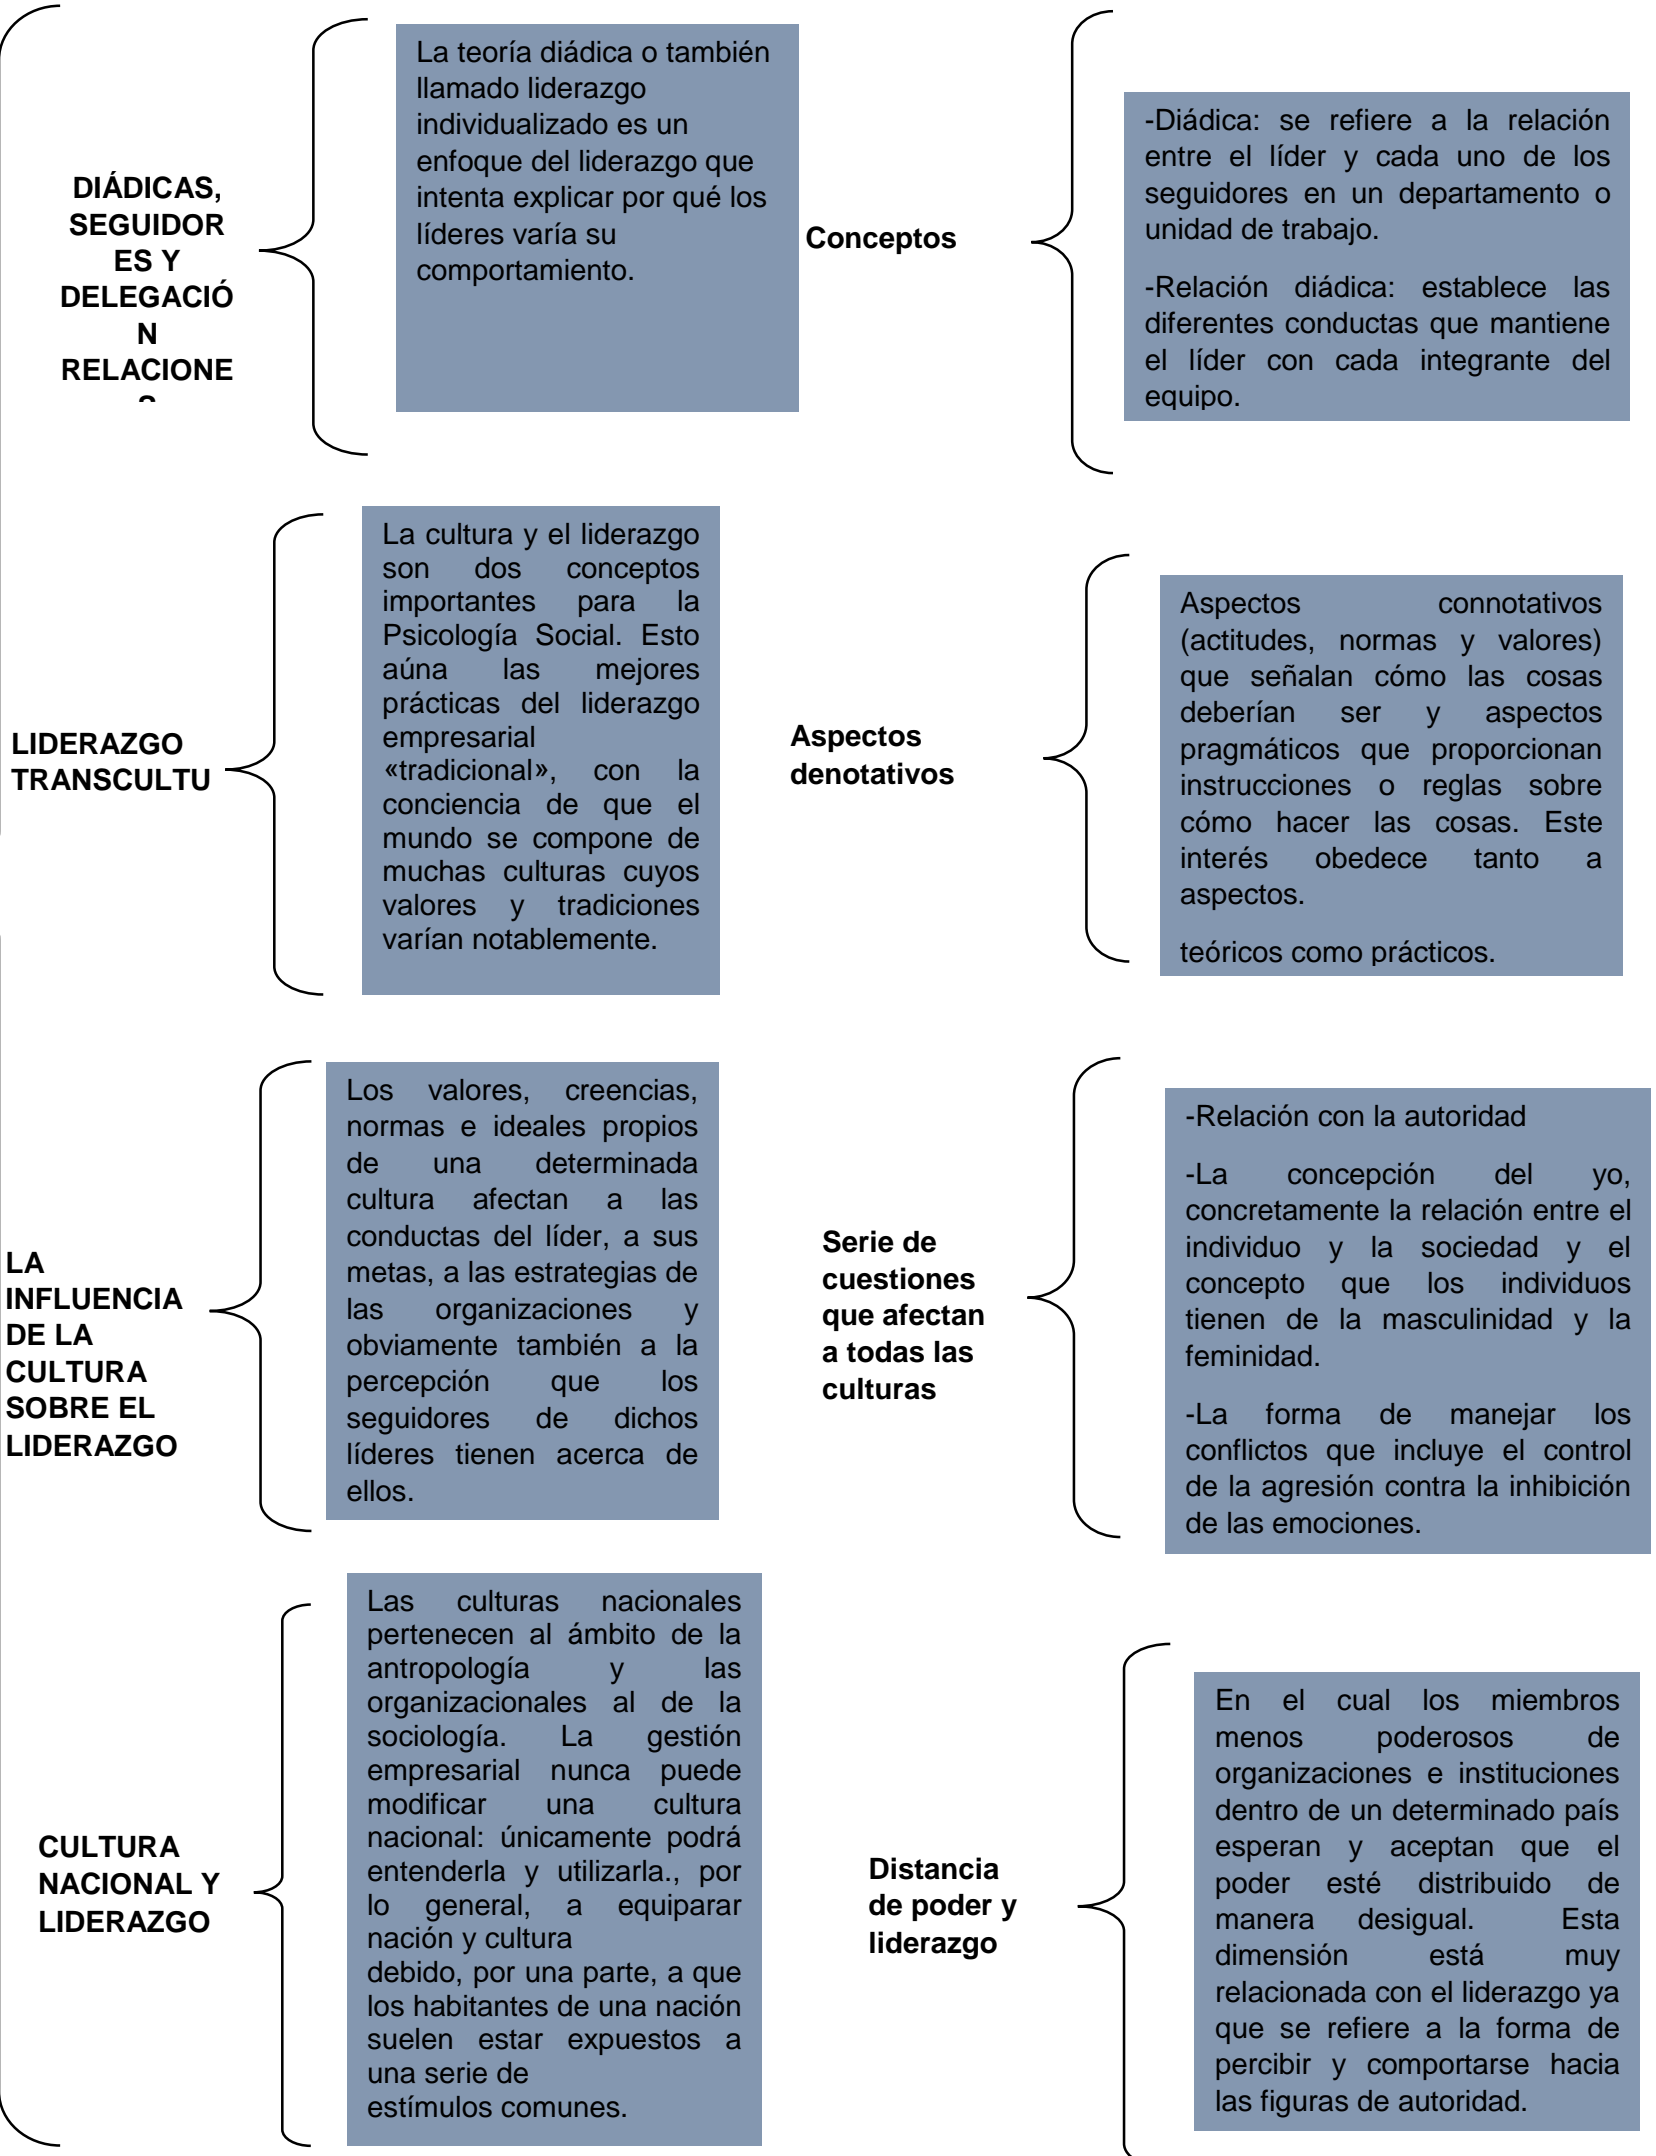 DIÁDICAS,
SEGUIDOR
ES Y
DELEGACIÓ
N
RELACIONE
La teoría diádica o también
llamado liderazgo
individualizado es un
enfoque del liderazgo que
intenta explicar por qué los
líderes varía su
comportamiento.
Conceptos
-Diádica: se refiere a la relación
entre el líder y cada uno de los
seguidores en un departamento o
unidad de trabajo.
-Relación diádica: establece las
diferentes conductas que mantiene
el líder con cada integrante del
equipo.
LIDERAZGO
TRANSCULTU
La cultura y el liderazgo
son dos conceptos
importantes para la
Psicología Social. Esto
aúna las mejores
prácticas del liderazgo
empresarial
«tradicional», con la
conciencia de que el
mundo se compone de
muchas culturas cuyos
valores y tradiciones
varían notablemente.
Aspectos
denotativos
Aspectos connotativos
(actitudes, normas y valores)
que señalan cómo las cosas
deberían ser y aspectos
pragmáticos que proporcionan
instrucciones o reglas sobre
cómo hacer las cosas. Este
interés obedece tanto a
aspectos.
teóricos como prácticos.
LA
INFLUENCIA
DE LA
CULTURA
SOBRE EL
LIDERAZGO
Los valores, creencias,
normas e ideales propios
de una determinada
cultura afectan a las
conductas del líder, a sus
metas, a las estrategias de
las organizaciones y
obviamente también a la
percepción que los
seguidores de dichos
líderes tienen acerca de
ellos.
Serie de
cuestiones
que afectan
a todas las
culturas
-Relación con la autoridad
-La concepción del yo,
concretamente la relación entre el
individuo y la sociedad y el
concepto que los individuos
tienen de la masculinidad y la
feminidad.
-La forma de manejar los
conflictos que incluye el control
de la agresión contra la inhibición
de las emociones.
CULTURA
NACIONAL Y
LIDERAZGO
Las culturas nacionales
pertenecen al ámbito de la
antropología y las
organizacionales al de la
sociología. La gestión
empresarial nunca puede
modificar una cultura
nacional: únicamente podrá
entenderla y utilizarla., por
lo general, a equiparar
nación y cultura
debido, por una parte, a que
los habitantes de una nación
suelen estar expuestos a
una serie de
estímulos comunes.
Distancia
de poder y
liderazgo
En el cual los miembros
menos poderosos de
organizaciones e instituciones
dentro de un determinado país
esperan y aceptan que el
poder esté distribuido de
manera desigual. Esta
dimensión está muy
relacionada con el liderazgo ya
que se refiere a la forma de
percibir y comportarse hacia
las figuras de autoridad.